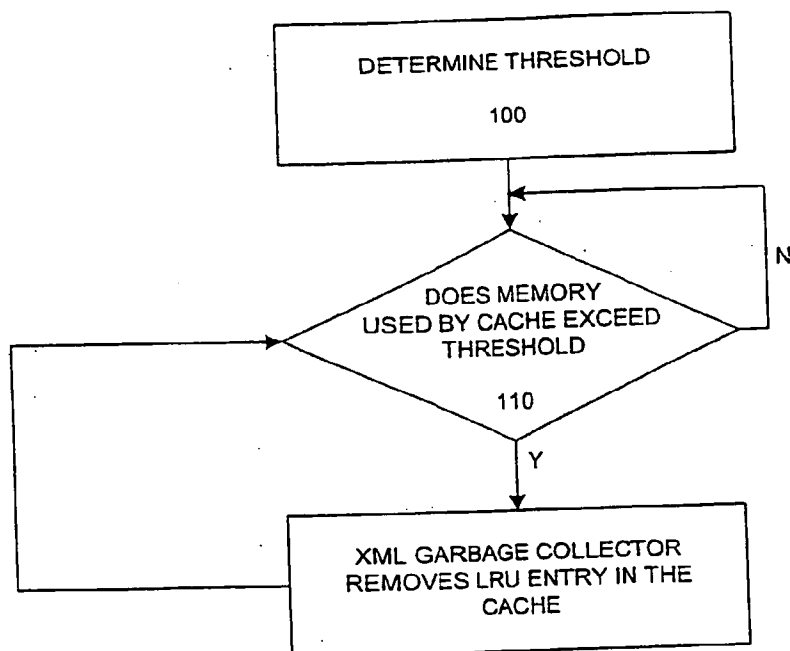 DETERMINE THRESHOLD
100
N
DOES MEMORY
USED BY CACHE EXCEED
THRESHOLD
110
Y
XML GARBAGE COLLECTOR
REMOVES LRU ENTRY IN THE
CACHE